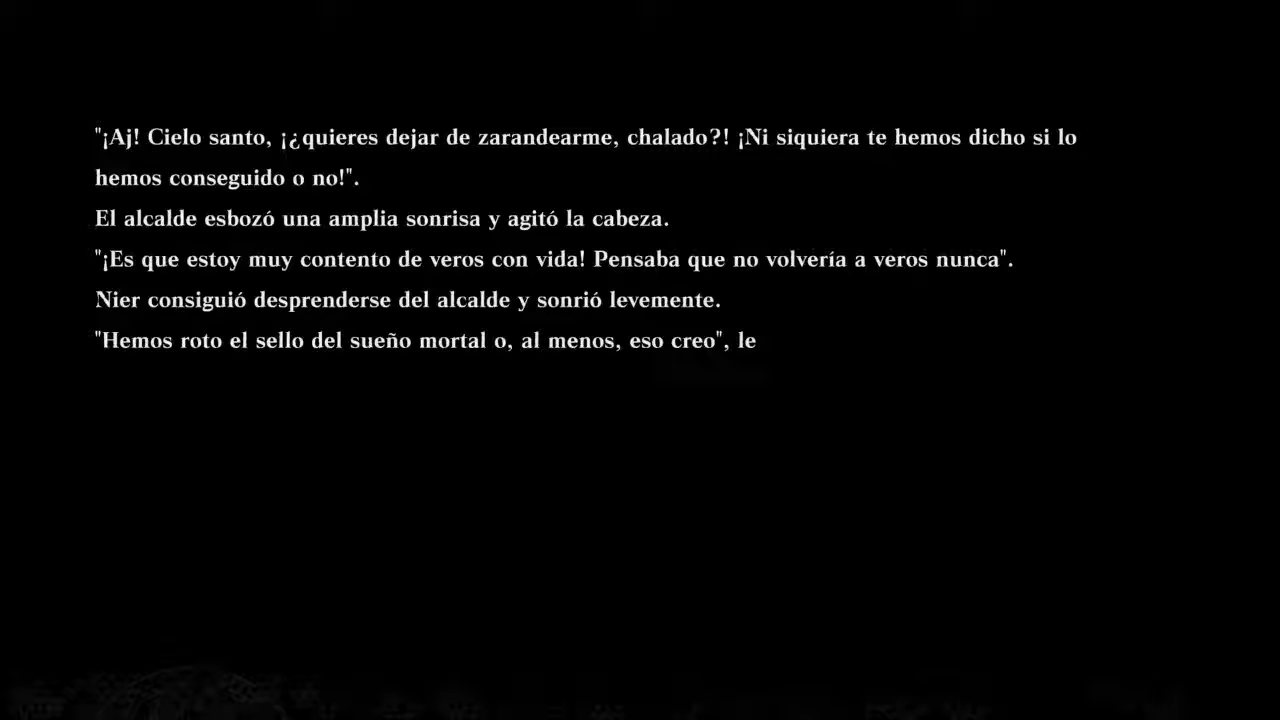 "¡Aj! Cielo santo, ¡¿quieres dejar de zarandearme, chalado?! ¡Ni siquiera te hemos dicho si lo
hemos conseguido o no!".
El alcalde esbozó una amplia sonrisa y agitó la cabeza.
"¡Es que estoy muy contento de veros con vida! Pensaba que no volvería a veros nunca".
Nier consiguió desprenderse del alcalde y sonrió levemente.
"Hemos roto el sello del sueño mortal o, al menos, eso creo", le